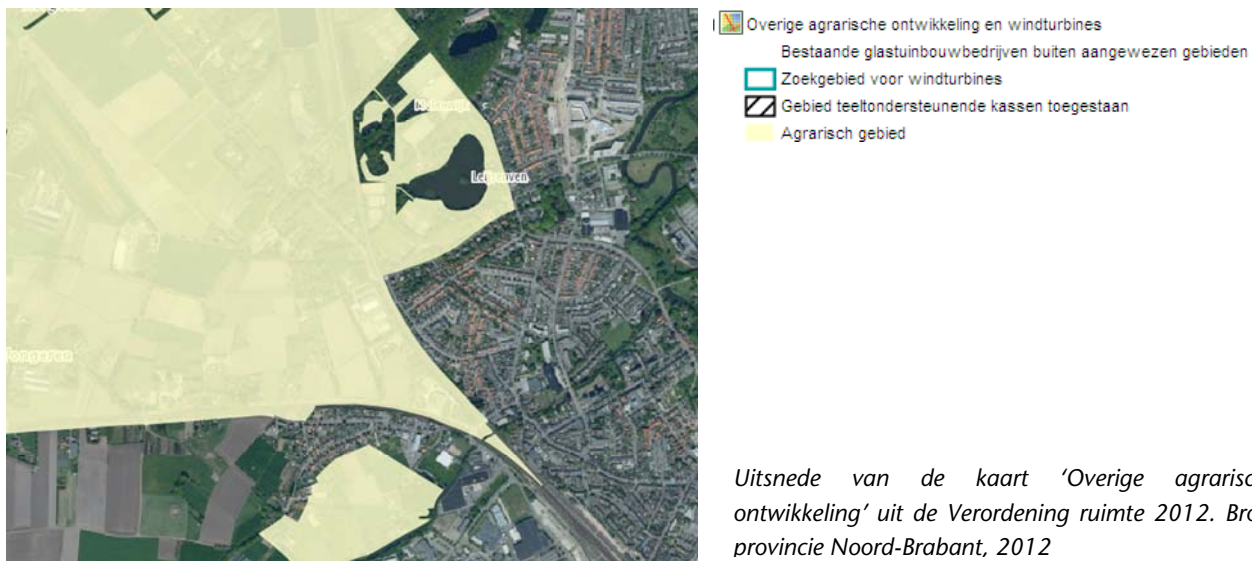 Overige agrarische ontwikkeling en windturbines
Bestaande glastuinbouwbedrijven buiten aangewezen gebieden
Zoekgebied voor windturbines
Gebied teeltondersteunende kassen toegestaan
Agrarisch gebied
Uitsnede van de kaart ‘Overige
ontwikkeling’ uit de Verordening ruimte 2012.
provincie Noord-Brabant, 2012